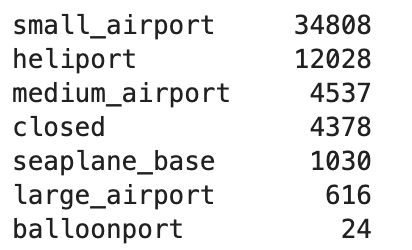 small_airport 34808
heliport 12028
medium_airport 4537
closed 4378
seaplane_base 1030
large_airport 616
balloonport 24